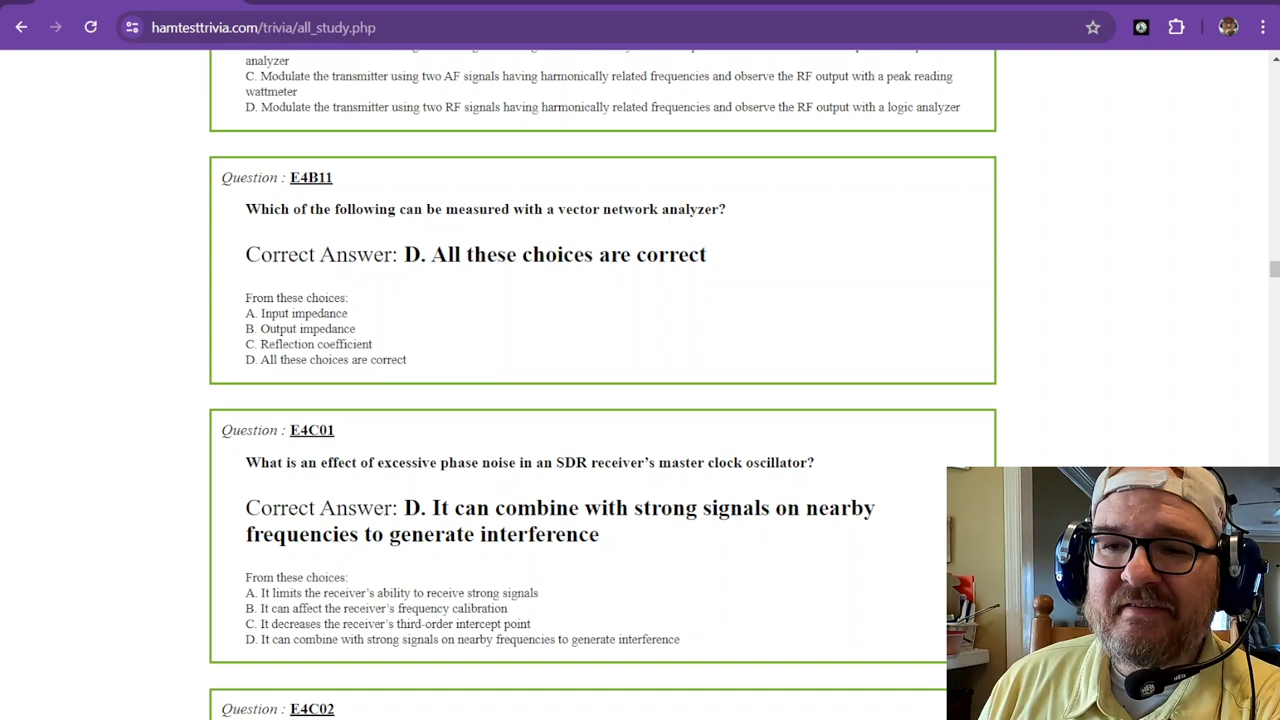 hamtesttrivia.com/trivia/all_study.php
analyzer
C. Modulate the transmitter using two AF signals having harmonically related frequencies and observe the RF output with a peak reading
wattmeter
D. Modulate the transmitter using two RF signals having harmonically related frequencies and observe the RF output with a logic analyzer
Question : E4B11
Which of the following can be measured with a vector network analyzer?
Correct Answer: D. All these choices are correct
From these choices:
A. Input impedance
B. Output impedance
C. Reflection coefficient
D. All these choices are correct
Question : E4C01
What is an effect of excessive phase noise in an SDR receiver’s master clock oscillator?
Correct Answer: D. It can combine with strong signals on nearby
frequencies to generate interference
From these choices:
A. It limits the receiver’s ability to receive strong signals
B. It can affect the receiver’s frequency calibration
C. It decreases the receiver’s third-order intercept point
D. It can combine with strong signals on nearby frequencies to generate interference
Question : E4C02